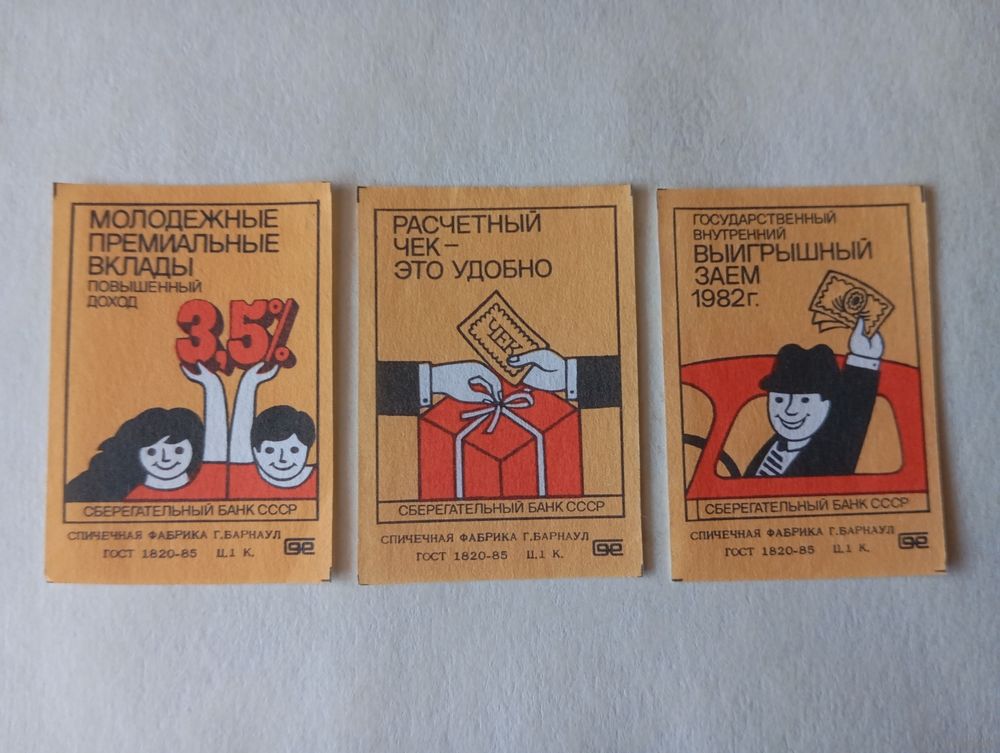 МОЛОДЕЖНЫЕ
ПРЕМИАЛЬНЫЕ
ВКЛАДЫ
ПОВЫШЕННЫЙ
ДОХОД
3,5%
СБЕРЕГАТЕЛЬНЫЙ БАНК СССР
СПИЧЕЧНАЯ ФАБРИКА Г.БАРНАУЛ
ГОСТ 1820-85 Ц.1 К.
РАСЧЕТНЫЙ
ЧЕК –
ЭТО УДОБНО
ЧЕК
СБЕРЕГАТЕЛЬНЫЙ БАНК СССР
СПИЧЕЧНАЯ ФАБРИКА Г.БАРНАУЛ
ГОСТ 1820-85 Ц.1 К.
ГОСУДАРСТВЕННЫЙ
ВНУТРЕННИЙ
ВЫИГРЫШНЫЙ
ЗАЕМ
1982г.
СБЕРЕГАТЕЛЬНЫЙ БАНК СССР
СПИЧЕЧНАЯ ФАБРИКА Г.БАРНАУЛ
ГОСТ 1820-85 Ц.1 К.